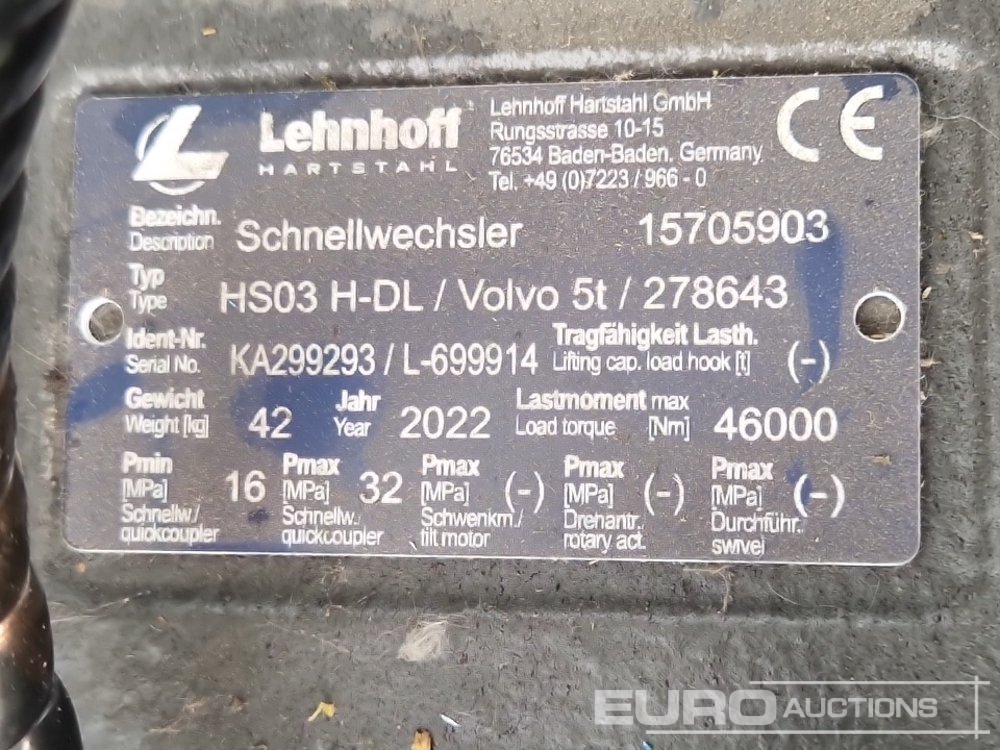 Lehnhoff
HARTSTAHL
Lehnhoff Hartstahl GmbH
Rungsstrasse 10-15
76534 Baden-Baden, Germany
Tel. +49 (0)7223 / 966 - 0
CE
Bezeichn.
Description
Schnellwechsler 15705903
Typ
Type
HS03 H-DL / Volvo 5t / 278643
Ident-Nr.
Serial No.
KA299293 / L-699914
Tragfähigkeit Lasth.
Lifting cap. load hook [t]
(-)
Gewicht
Weight [kg]
42
Jahr
Year
2022
Lastmoment max
Load torque [Nm]
46000
Pmin
[MPa]
16
Schnellw./
quickcoupler
Pmax
[MPa]
32
Schnellw./
quickcoupler
Pmax
[MPa]
(-)
Schwenkm./
tilt motor
Pmax
[MPa]
(-)
Drehantr./
rotary act.
Pmax
[MPa]
(-)
Durchführ./
swivel
EURO AUCTIONS